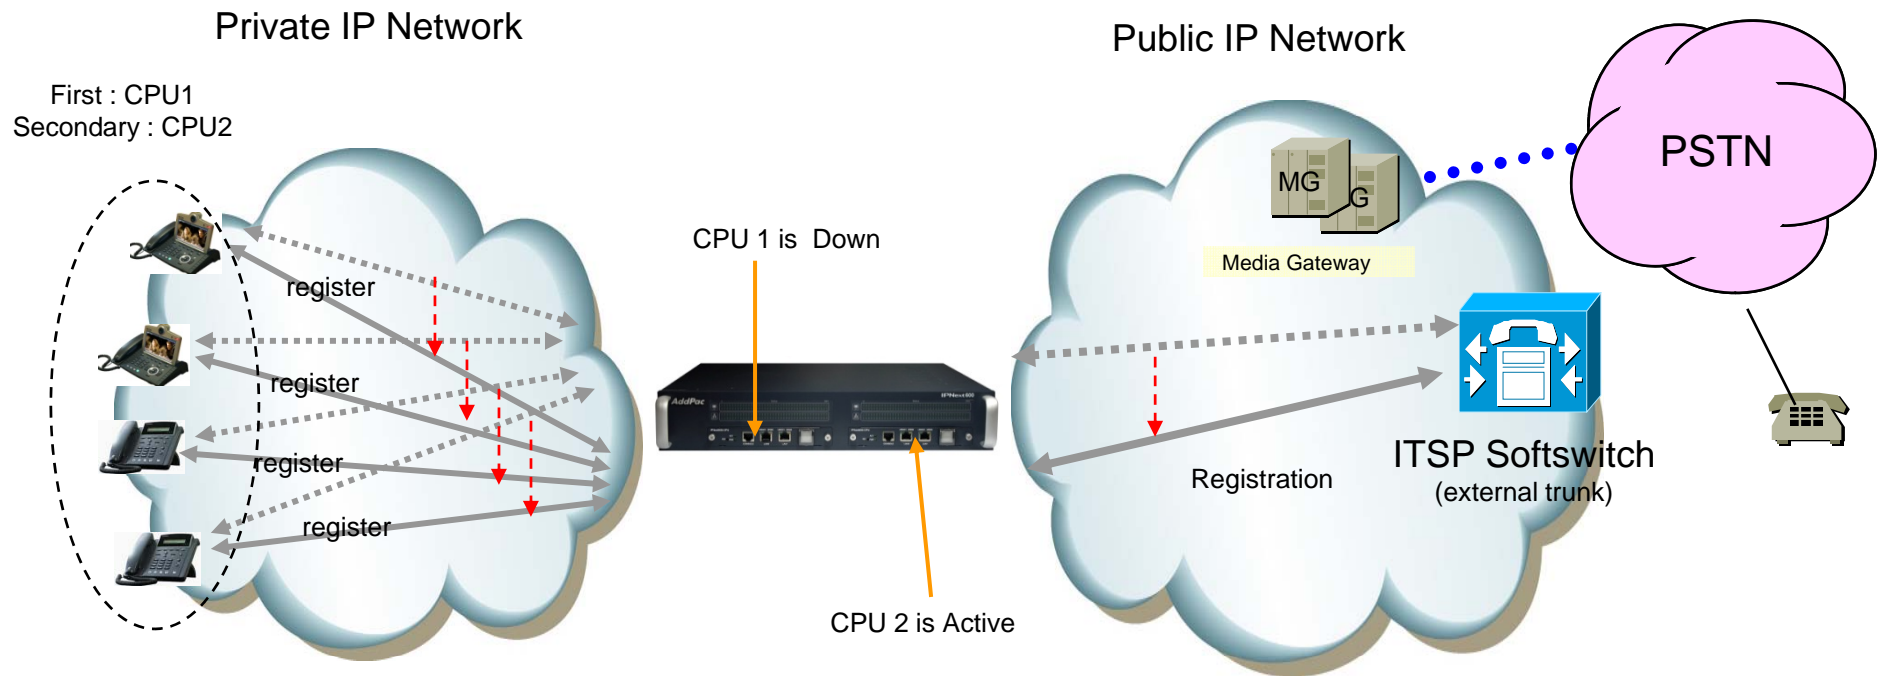 Private IP Network
Public IP Network
First : CPU1
Secondary : CPU2
PSTN
MG
G
CPU 1 is Down
Media Gateway
register
register
register
register
AddPac
IPNext600
ITSP Softswitch
(external trunk)
Registration
CPU 2 is Active